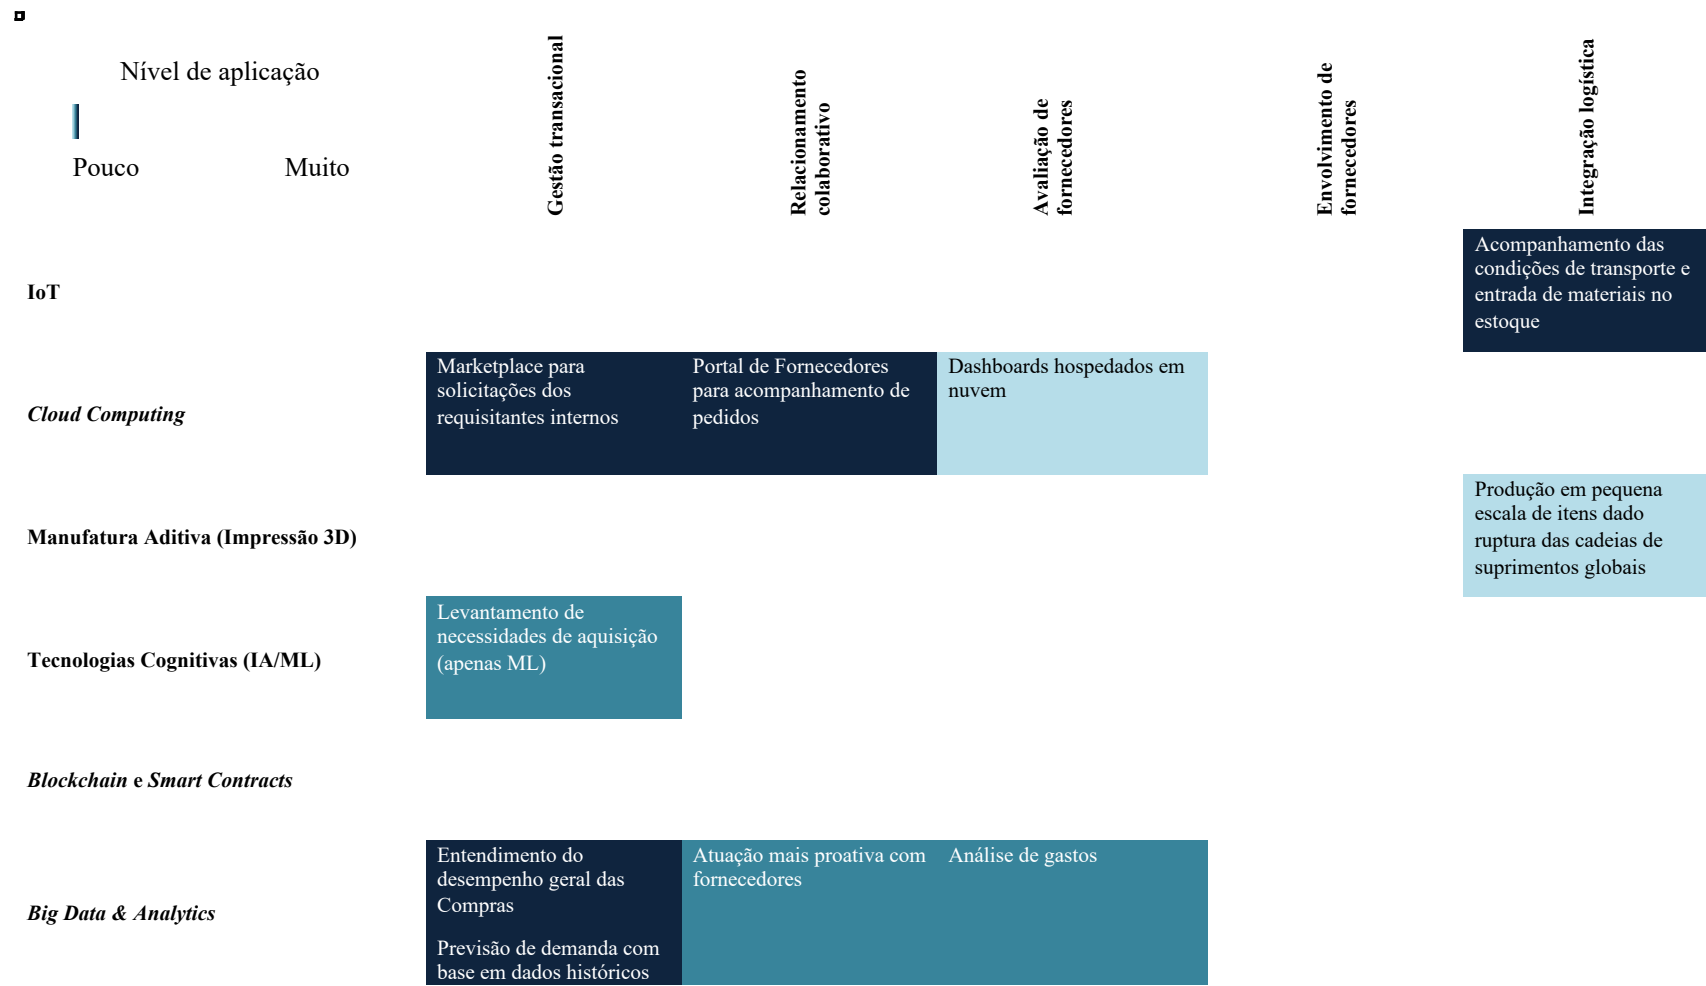 Nível de aplicação
Pouco
Muito
Gestão transacional
Relacionamento
colaborativo
Avaliação de
fornecedores
Envolvimento de
fornecedores
Integração logística
IoT
Acompanhamento das
condições de transporte e
entrada de materiais no
estoque
Cloud Computing
Marketplace para
solicitações dos
requisitantes internos
Portal de Fornecedores
para acompanhamento de
pedidos
Dashboards hospedados em
nuvem
Manufatura Aditiva (Impressão 3D)
Produção em pequena
escala de itens dado
ruptura das cadeias de
suprimentos globais
Tecnologias Cognitivas (IA/ML)
Levantamento de
necessidades de aquisição
(apenas ML)
Blockchain e Smart Contracts
Big Data & Analytics
Entendimento do
desempenho geral das
Compras
Previsão de demanda com
base em dados históricos
Atuação mais proativa com
fornecedores
Análise de gastos